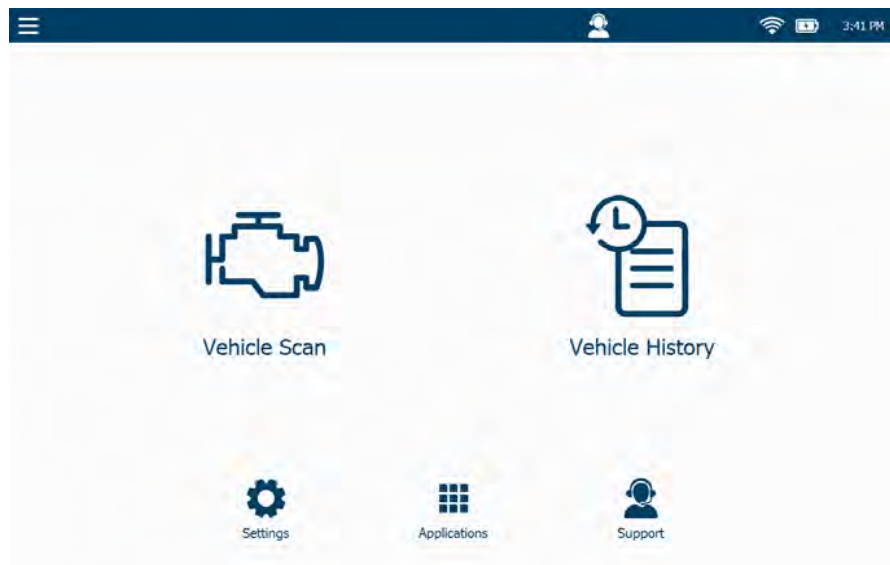 3:41 PM
Vehicle Scan
Vehicle History
Settings
Applications
Support